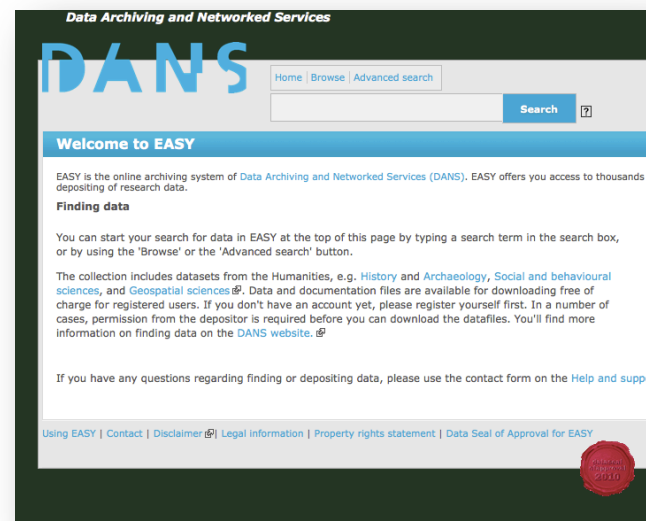 Data Archiving and Networked Services
DANS
Home | Browse | Advanced search
Search ?
Welcome to EASY
EASY is the online archiving system of Data Archiving and Networked Services (DANS). EASY offers you access to thousands
depositing of research data.
Finding data
You can start your search for data in EASY at the top of this page by typing a search term in the search box,
or by using the 'Browse' or the 'Advanced search' button.
The collection includes datasets from the Humanities, e.g. History and Archaeology, Social and behavioural
sciences, and Geospatial sciences. Data and documentation files are available for downloading free of
charge for registered users. If you don't have an account yet, please register yourself first. In a number of
cases, permission from the depositor is required before you can download the datafiles. You'll find more
information on finding data on the DANS website.
If you have any questions regarding finding or depositing data, please use the contact form on the Help and supp
Using EASY | Contact | Disclaimer | Legal information | Property rights statement | Data Seal of Approval for EASY
2010